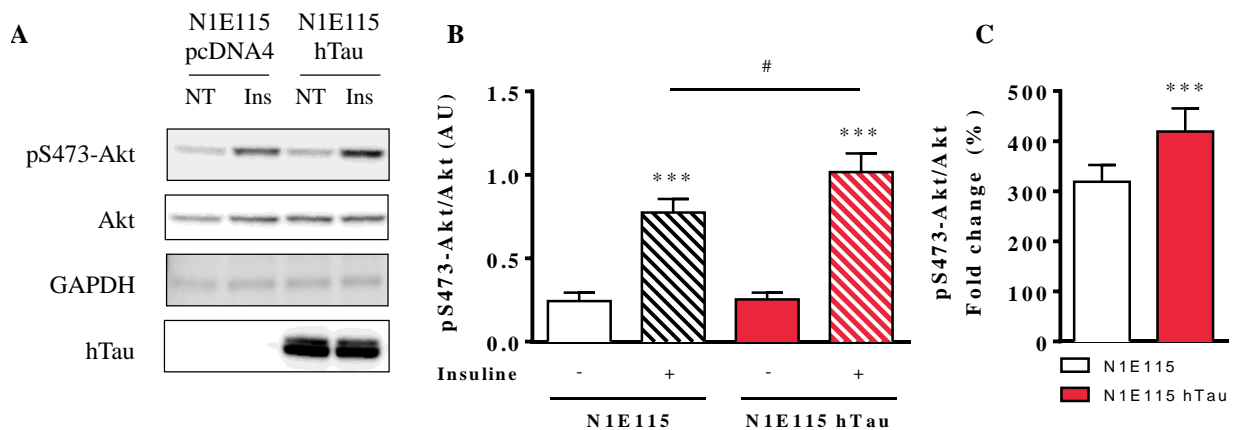 A
N1E115
pcDNA4
N1E115
hTau
NT Ins NT Ins
pS473-Akt
Akt
GAPDH
hTau
B
#
pS473-Akt/Akt (AU)
1.5
1.0
0.5
0.0
***
***
Insuline - + - +
N1E115 N1E115 hTau
C
pS473-Akt/Akt
Fold change (%)
500
400
300
200
100
0
***
N1E115
N1E115 hTau